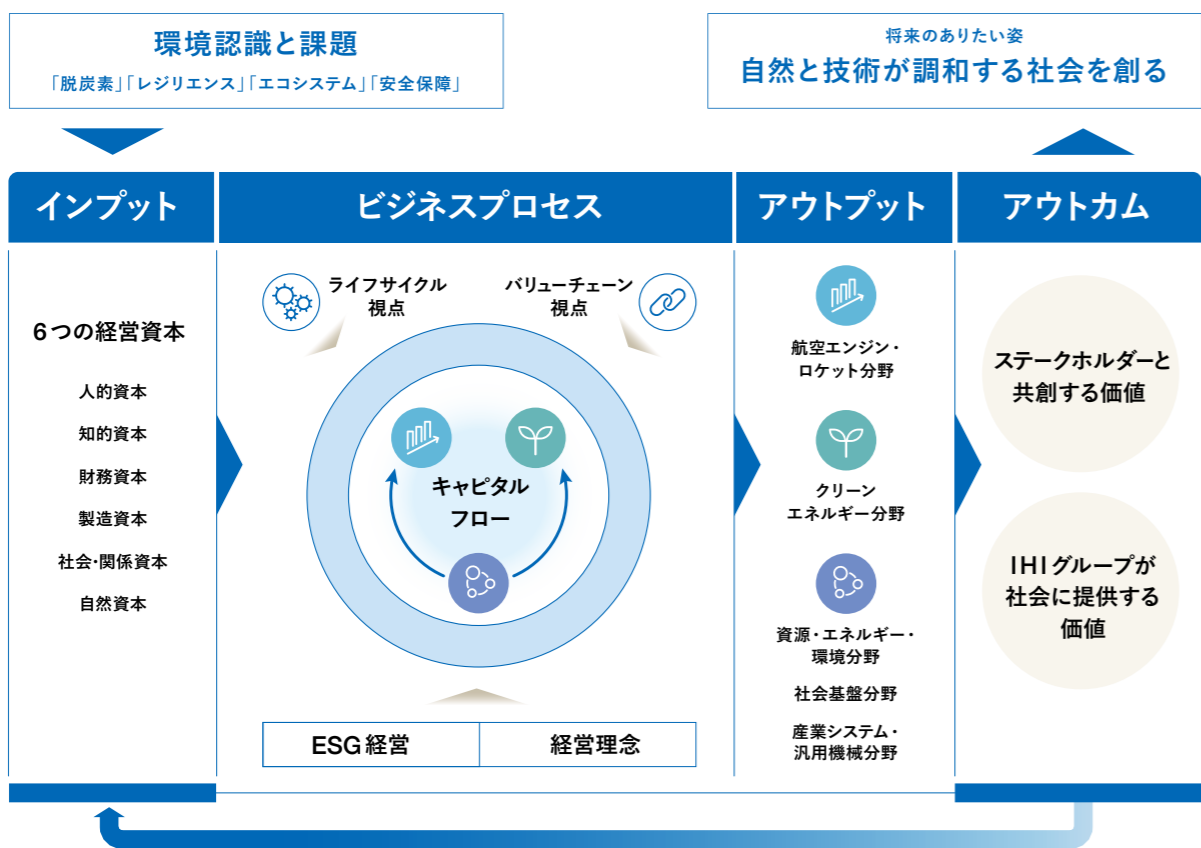 環境認識と課題
「脱炭素」「レジリエンス」「エコシステム」「安全保障」
将来のありたい姿
自然と技術が調和する社会を創る
インプット
ビジネスプロセス
アウトプット
アウトカム
6つの経営資本
人的資本
知的資本
財務資本
製造資本
社会・関係資本
自然資本
ライフサイクル
視点
バリューチェーン
視点
キャピタル
フロー
ESG経営
経営理念
航空エンジン・
ロケット分野
クリーン
エネルギー分野
資源・エネルギー・
環境分野
社会基盤分野
産業システム・
汎用機械分野
ステークホルダーと
共創する価値
IHIグループが
社会に提供する
価値